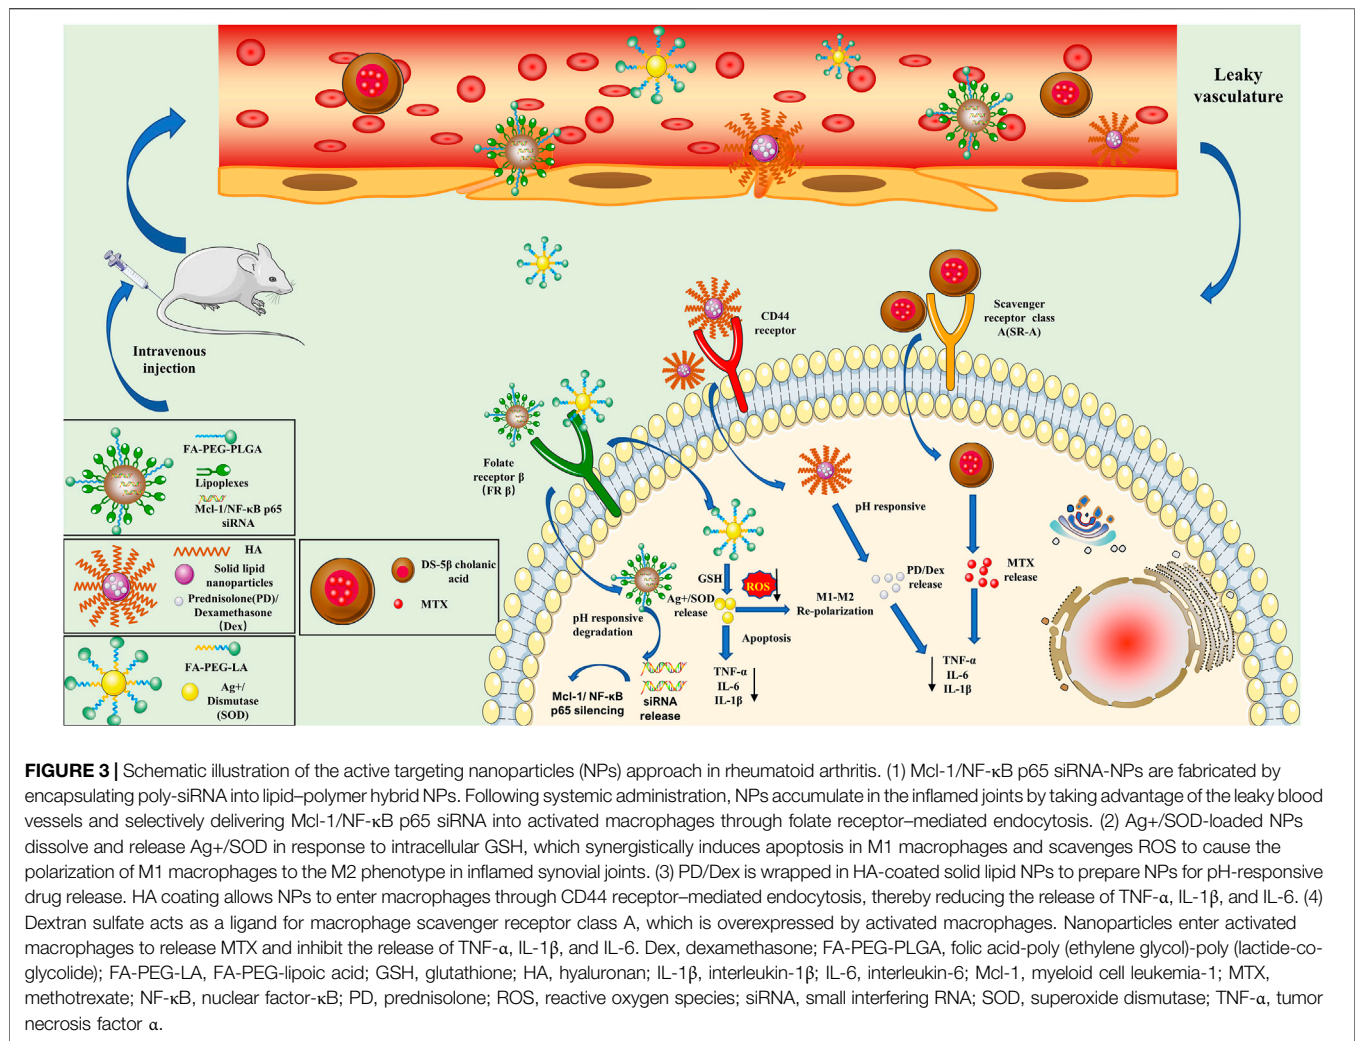 Leaky
vasculature
Intravenous
injection
CD44
receptor
Scavenger
receptor class
A(SR-A)
Folate
receptor β
(FR β)
FA-PEG-PLGA
Lipoplexes
Mcl-1/NF-κB p65
siRNA
HA
Solid lipid
nanoparticles
Prednisolone(PD)/
Dexamethasone
(Dex)
FA-PEG-LA
Ag+/
Dismutase
(SOD)
DS-5β cholanic
acid
MTX
pH responsive
degradation
Mcl-1/ NF-κB
p65 silencing
siRNA
release
GSH
ROS
Ag+/SOD
release
Apoptosis
TNF-α
IL-6
IL-1β
M1-M2
Re-polarization
pH responsive
PD/Dex
release
MTX
release
TNF-α
IL-6
IL-1β
FIGURE 3 | Schematic illustration of the active targeting nanoparticles (NPs) approach in rheumatoid arthritis. (1) Mcl-1/NF-κB p65 siRNA-NPs are fabricated by
encapsulating poly-siRNA into lipid–polymer hybrid NPs. Following systemic administration, NPs accumulate in the inflamed joints by taking advantage of the leaky blood
vessels and selectively delivering Mcl-1/NF-κB p65 siRNA into activated macrophages through folate receptor–mediated endocytosis. (2) Ag+/SOD-loaded NPs
dissolve and release Ag+/SOD in response to intracellular GSH, which synergistically induces apoptosis in M1 macrophages and scavenges ROS to cause the
polarization of M1 macrophages to the M2 phenotype in inflamed synovial joints. (3) PD/Dex is wrapped in HA-coated solid lipid NPs to prepare NPs for pH-responsive
drug release. HA coating allows NPs to enter macrophages through CD44 receptor–mediated endocytosis, thereby reducing the release of TNF-α, IL-1β, and IL-6. (4)
Dextran sulfate acts as a ligand for macrophage scavenger receptor class A, which is overexpressed by activated macrophages. Nanoparticles enter activated
macrophages to release MTX and inhibit the release of TNF-α, IL-1β, and IL-6. Dex, dexamethasone; FA-PEG-PLGA, folic acid-poly (ethylene glycol)-poly (lactide-co-
glycolide); FA-PEG-LA, FA-PEG-lipoic acid; GSH, glutathione; HA, hyaluronan; IL-1β, interleukin-1β; IL-6, interleukin-6; Mcl-1, myeloid cell leukemia-1; MTX,
methotrexate; NF-κB, nuclear factor-κB; PD, prednisolone; ROS, reactive oxygen species; siRNA, small interfering RNA; SOD, superoxide dismutase; TNF-α, tumor
necrosis factor α.